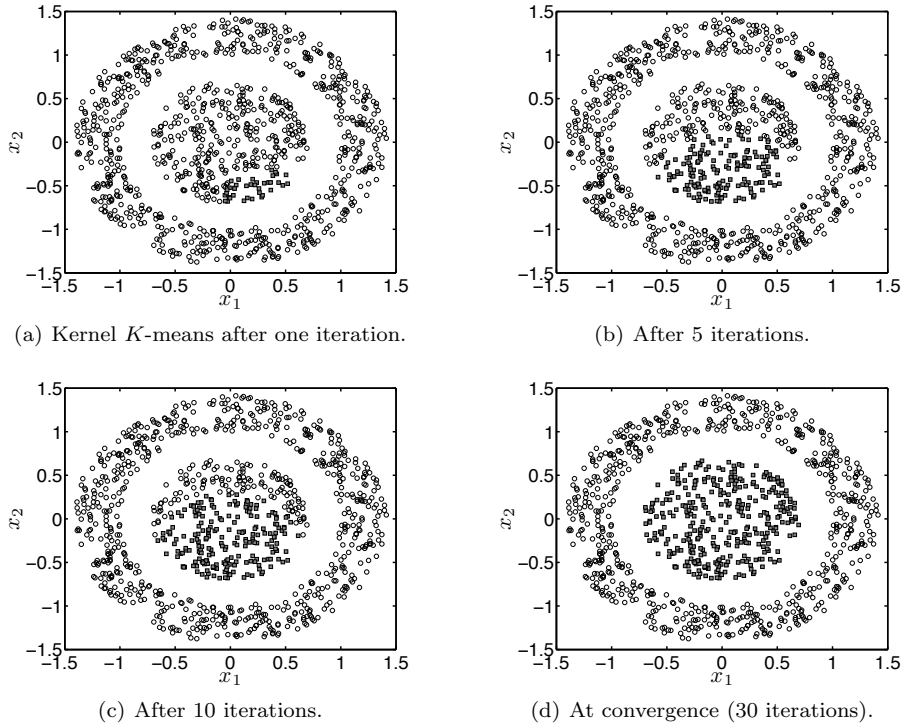 1.5
1
0.5
0
−0.5
−1
−1.5
x2
−1.5 −1 −0.5 0 0.5 1 1.5
x1
(a) Kernel K-means after one iteration.
1.5
1
0.5
0
−0.5
−1
−1.5
x2
−1.5 −1 −0.5 0 0.5 1 1.5
x1
(b) After 5 iterations.
1.5
1
0.5
0
−0.5
−1
−1.5
x2
−1.5 −1 −0.5 0 0.5 1 1.5
x1
(c) After 10 iterations.
1.5
1
0.5
0
−0.5
−1
−1.5
x2
−1.5 −1 −0.5 0 0.5 1 1.5
x1
(d) At convergence (30 iterations).